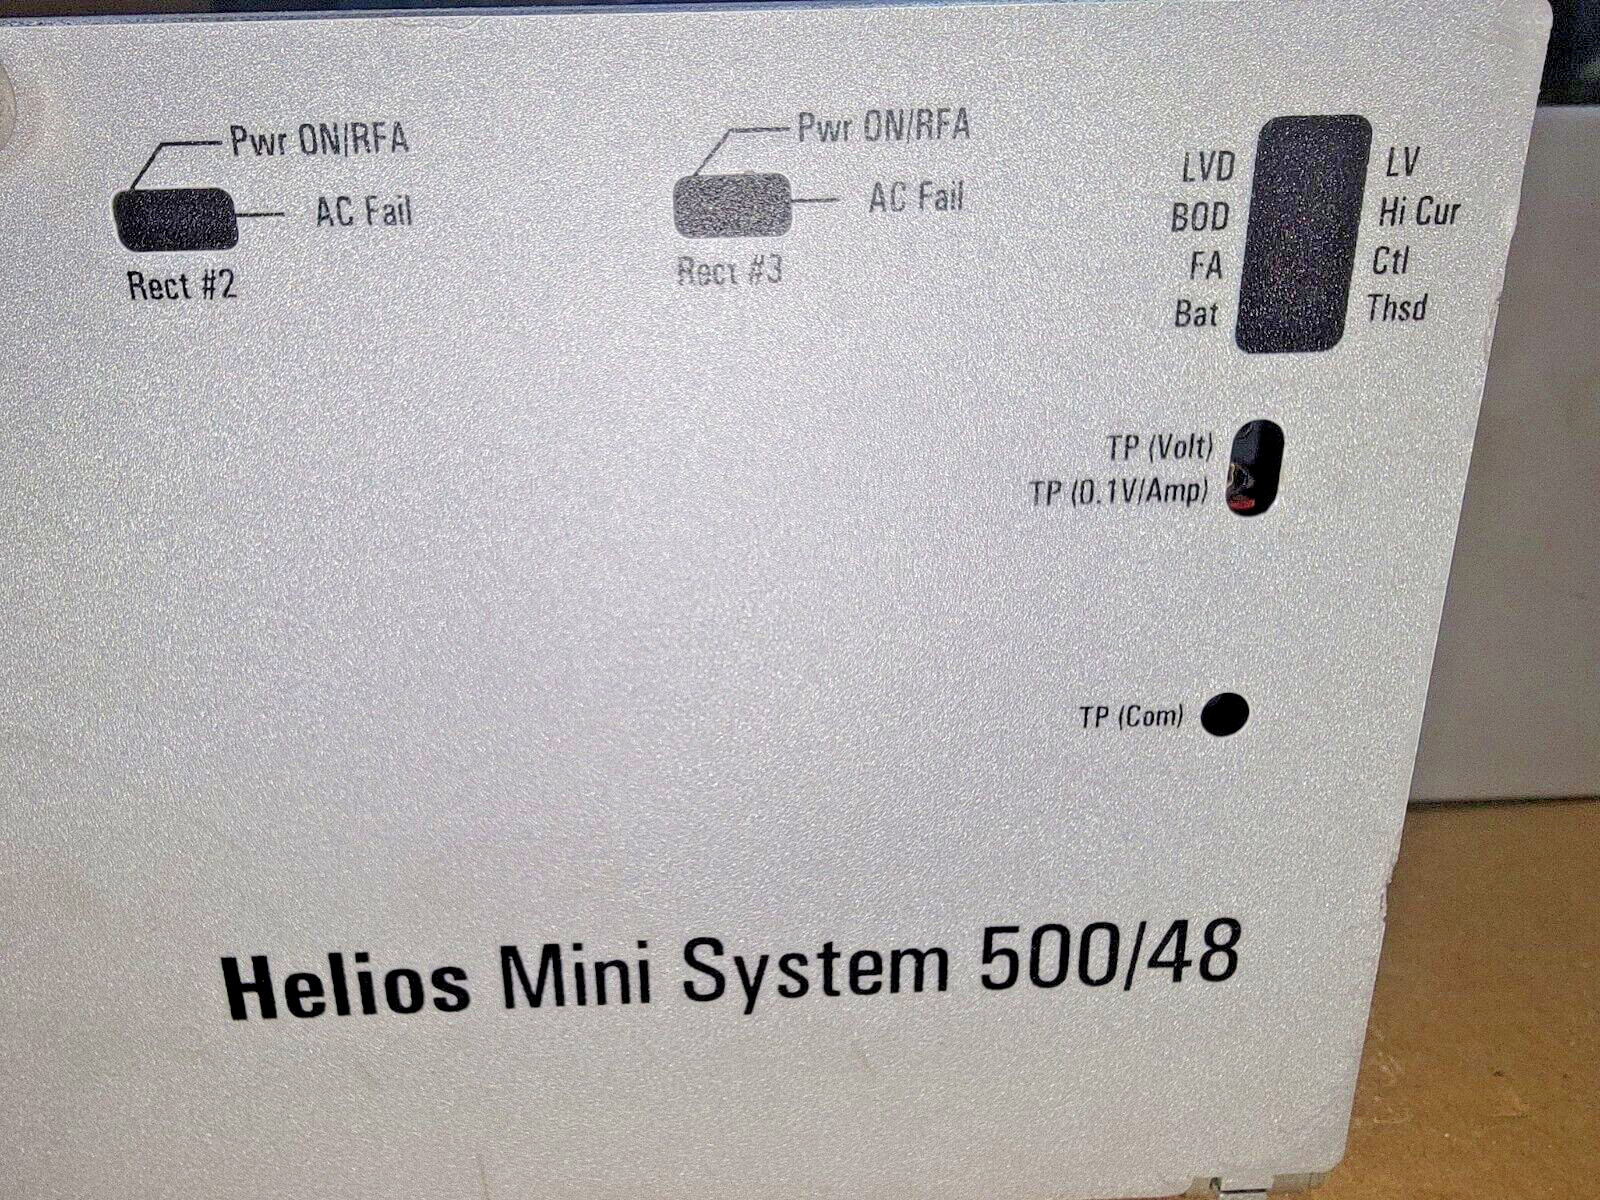 Pwr ON/RFA
AC Fail
Rect #2
Pwr ON/RFA
AC Fail
Rect #3
LVD
BOD
FA
Bat
LV
Hi Cur
Ctl
Thsd
TP (Volt)
TP (0.1V/Amp)
TP (Com)
Helios Mini System 500/48